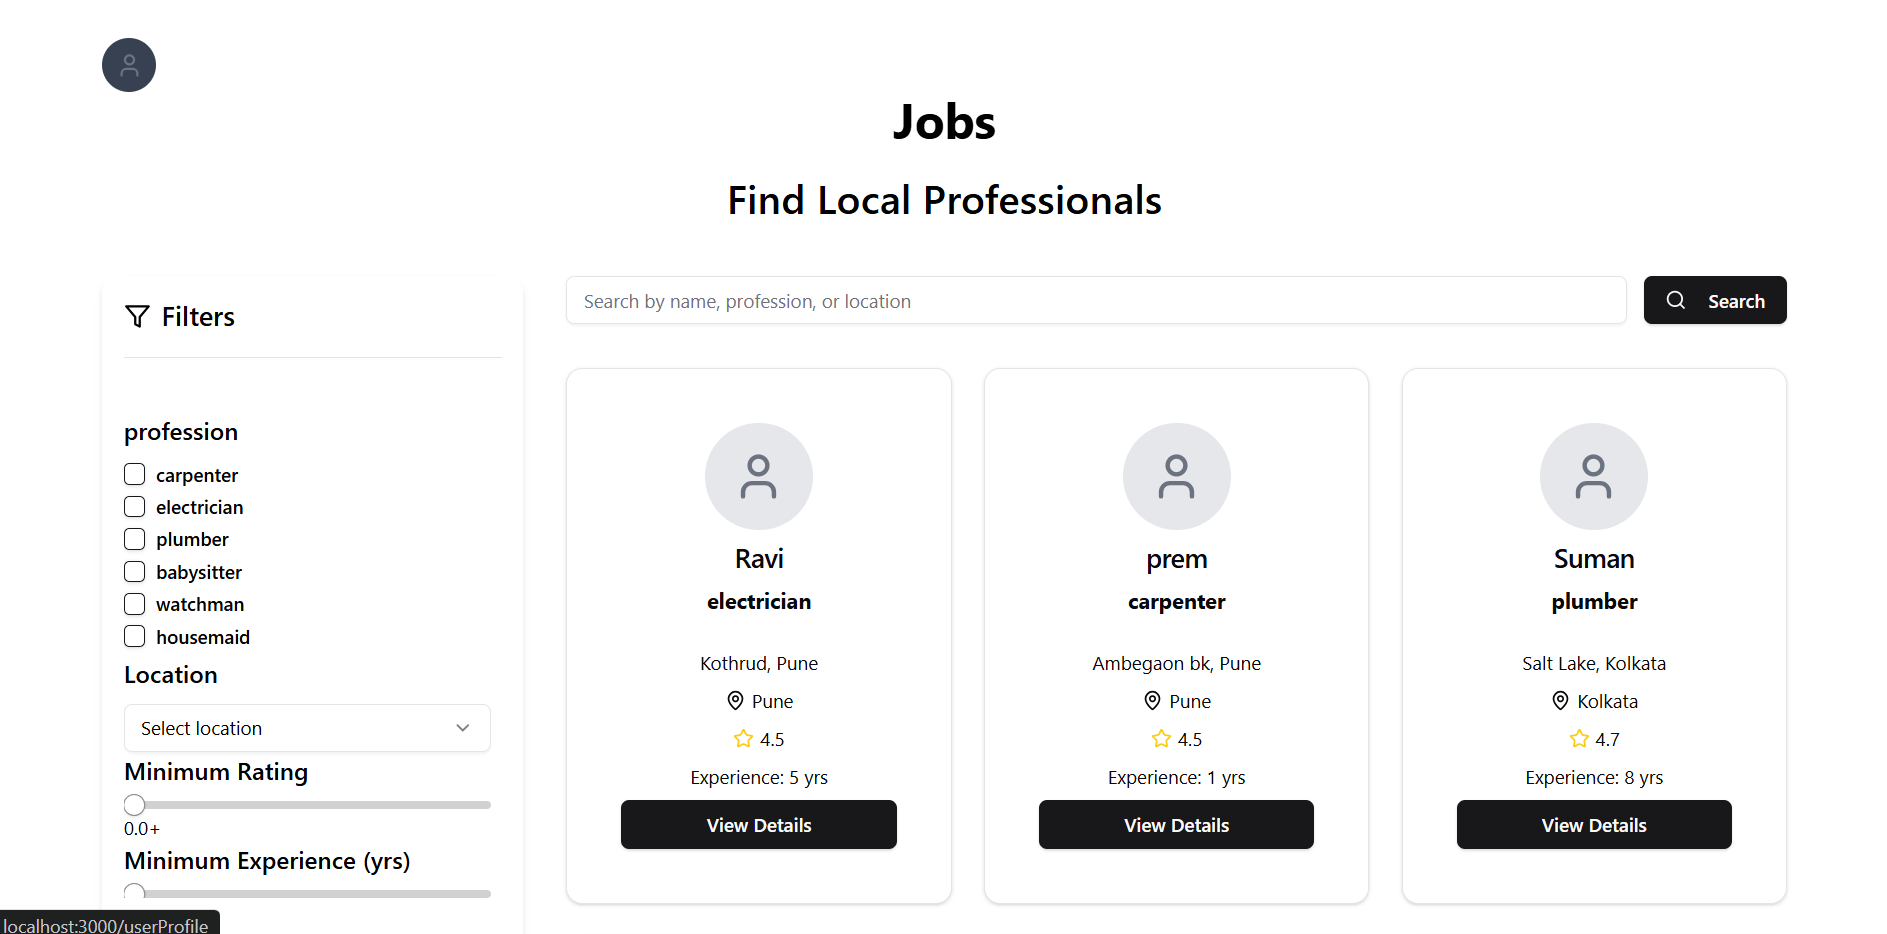 Jobs
Find Local Professionals
Filters
profession
carpenter
electrician
plumber
babysitter
watchman
housemaid
Location
Select location
Minimum Rating
0.0+
Minimum Experience (yrs)
Search by name, profession, or location
Search
Ravi
electrician
Kothrud, Pune
Pune
4.5
Experience: 5 yrs
View Details
prem
carpenter
Ambegaon bk, Pune
Pune
4.5
Experience: 1 yrs
View Details
Suman
plumber
Salt Lake, Kolkata
Kolkata
4.7
Experience: 8 yrs
View Details
localhost:3000/userProfile